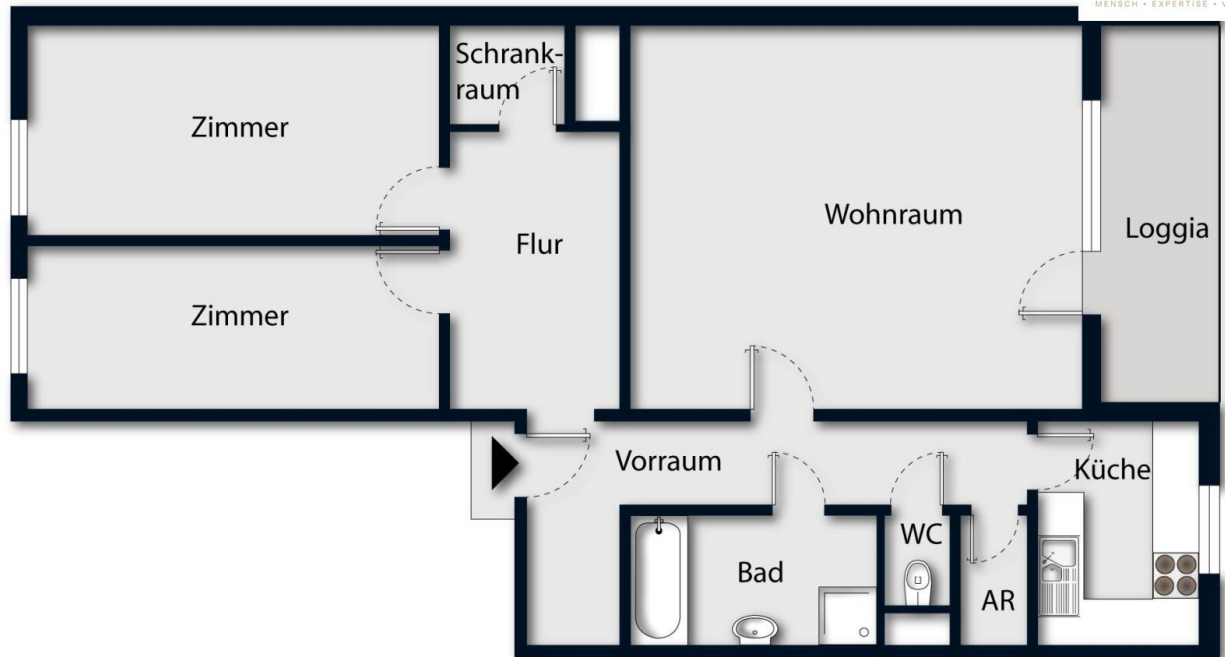 MENSCH • EXPERTISE • V
Schrank-
raum
Zimmer
Wohnraum
Loggia
Flur
Zimmer
Vorraum
Küche
WC
Bad
AR